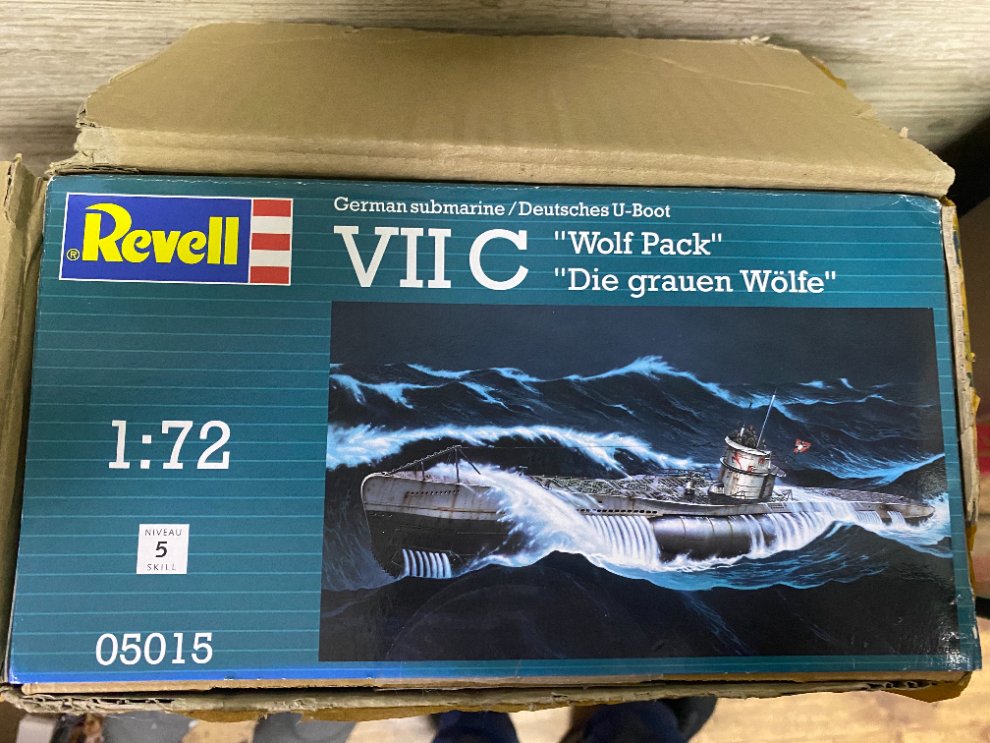 Revell
®
German submarine/Deutsches U-Boot
VII C
"Wolf Pack"
"Die grauen Wölfe"
1:72
NIVEAU
5
SKILL
05015